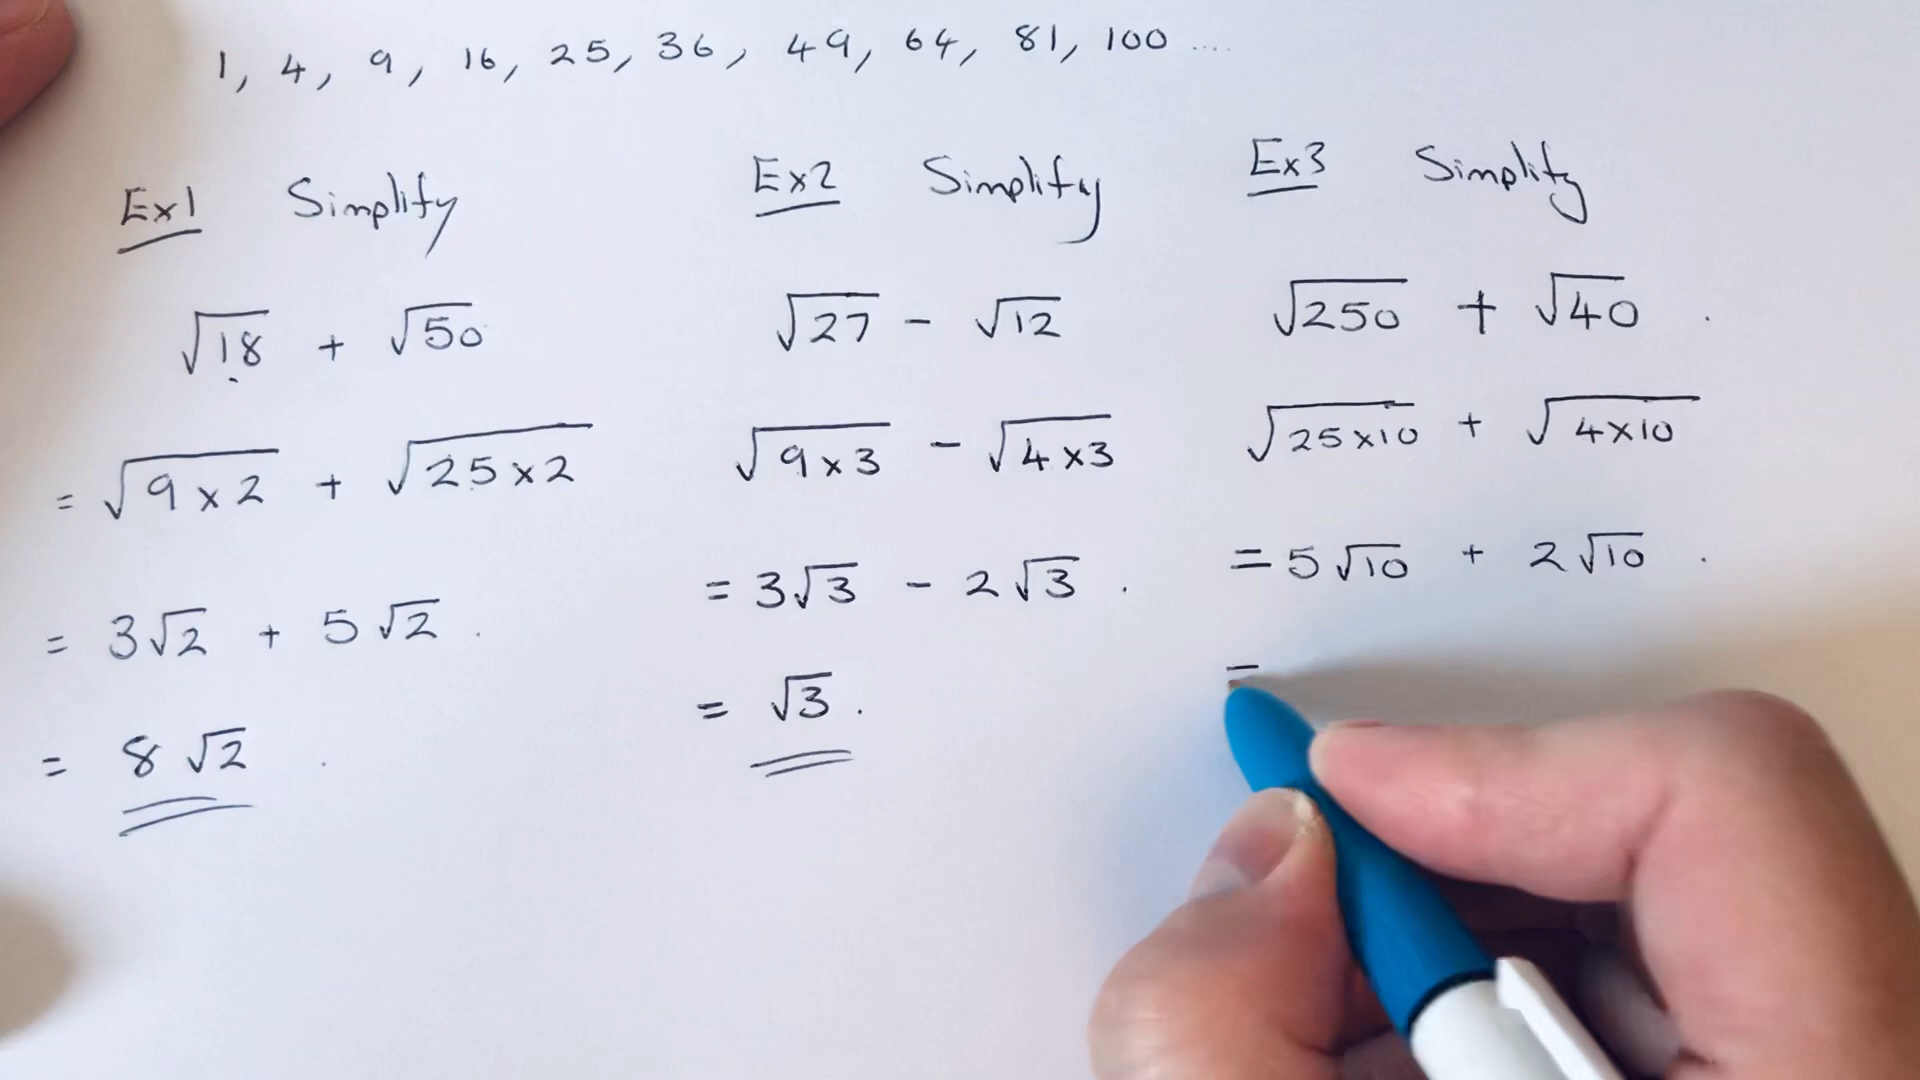 1, 4, 9, 16, 25, 36, 49, 64, 81, 100 ....
Ex1 Simplify
√18 + √50
= √9×2 + √25×2
= 3√2 + 5√2
= 8√2
Ex2 Simplify
√27 - √12
√9×3 - √4×3
= 3√3 - 2√3
= √3
Ex3 Simplify
√250 + √40
√25×10 + √4×10
= 5√10 + 2√10